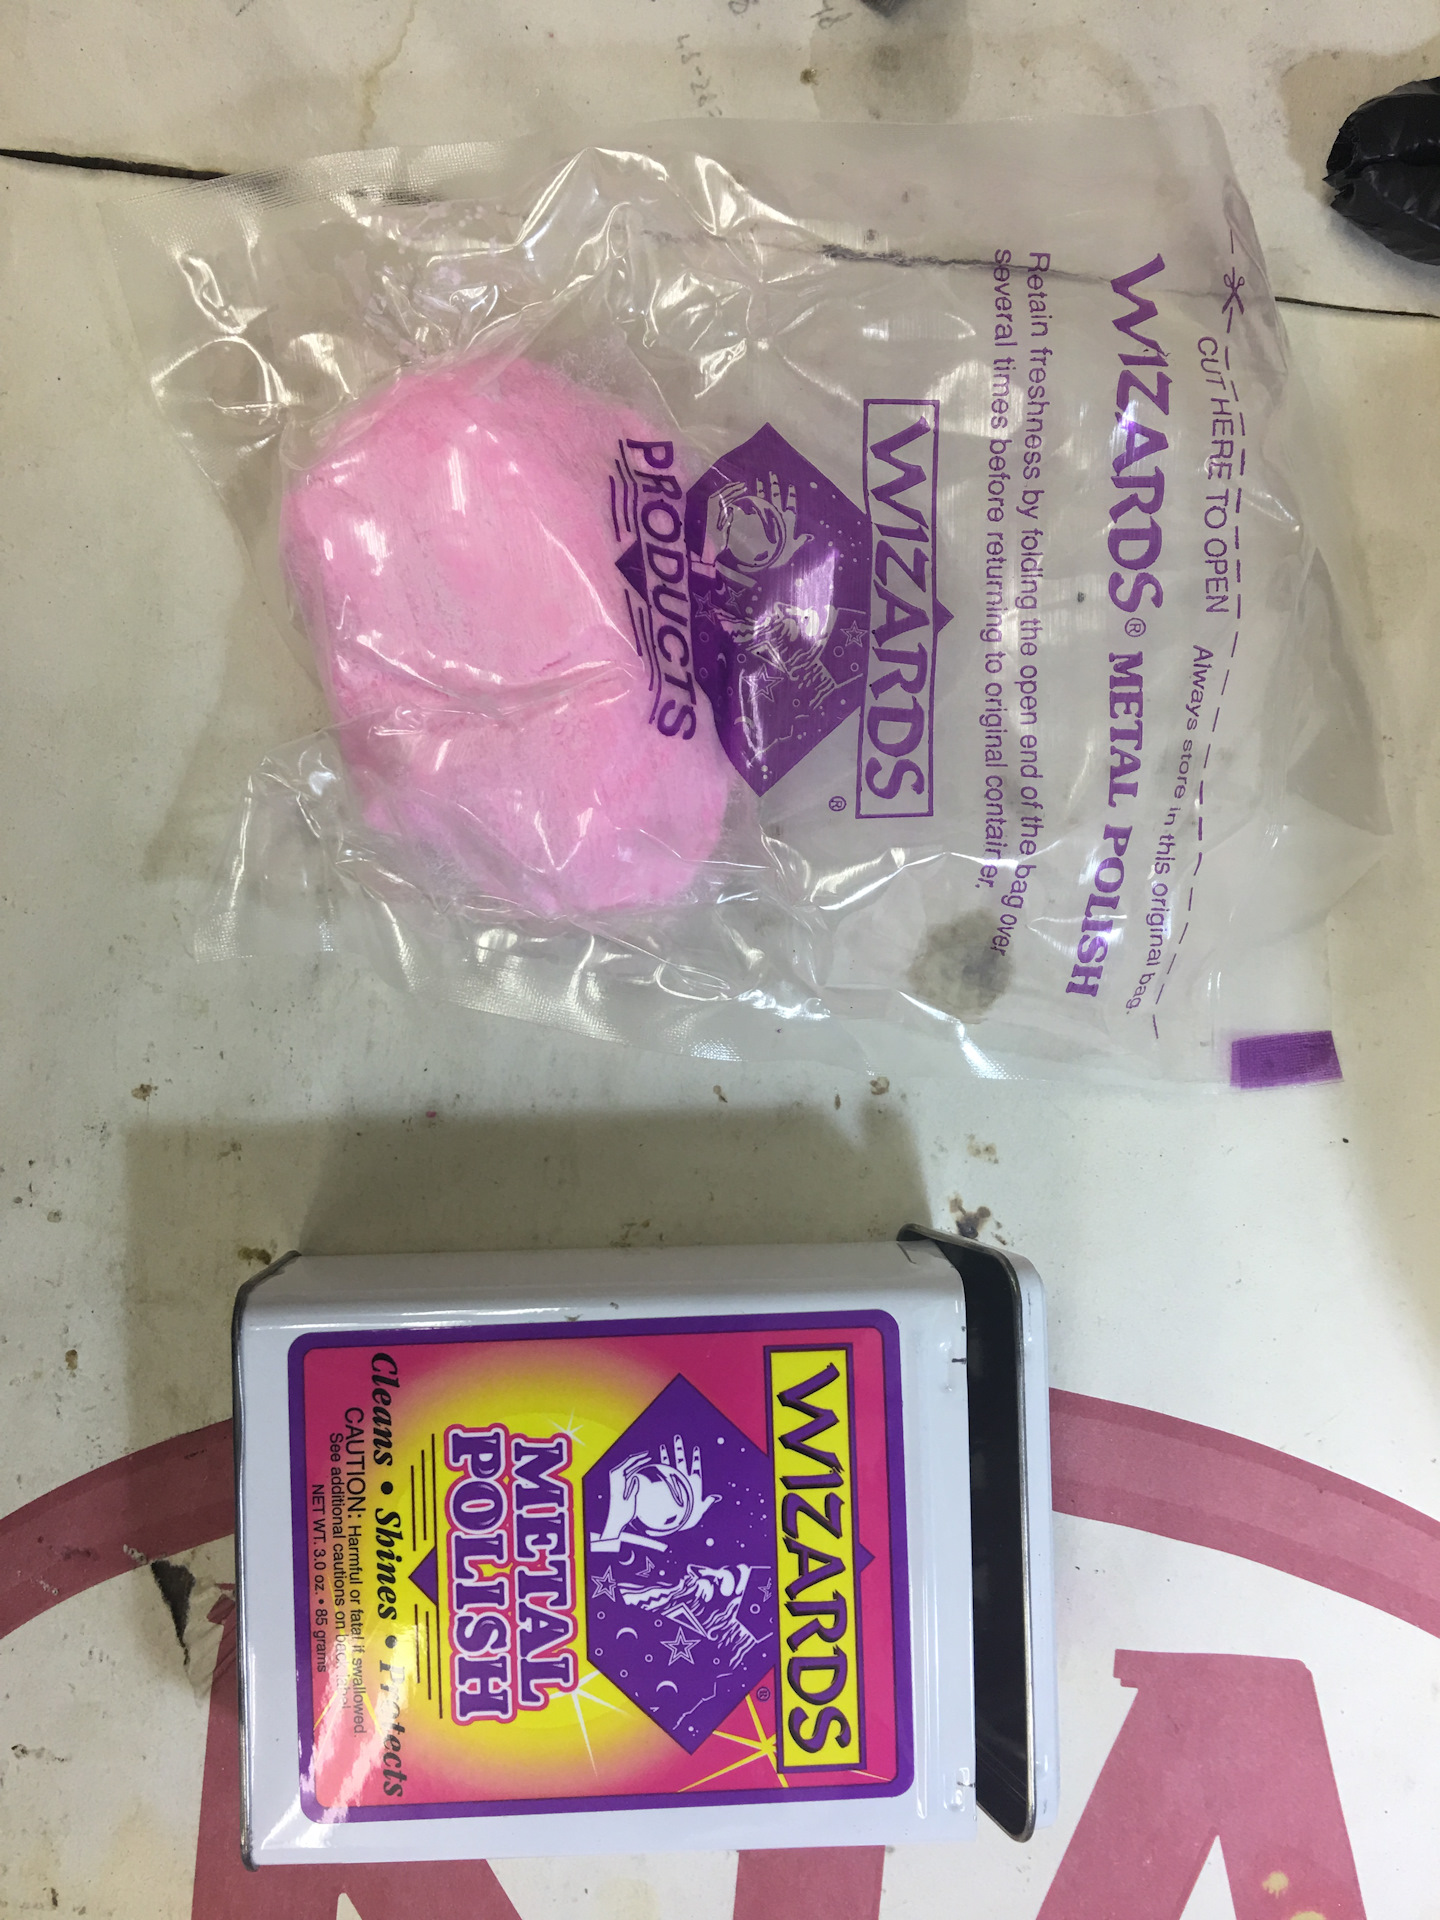 CUT HERE TO OPEN Always store in this original bag.
WIZARDS® METAL POLISH
Retain freshness by folding the open end of the bag over
several times before returning to original container.
WIZARDS
®
PRODUCTS
WIZARDS
®
METAL
POLISH
Cleans • Shines • Protects
CAUTION: Harmful or fatal if swallowed.
See additional cautions on back label
NET WT. 3.0 oz. • 85 grams